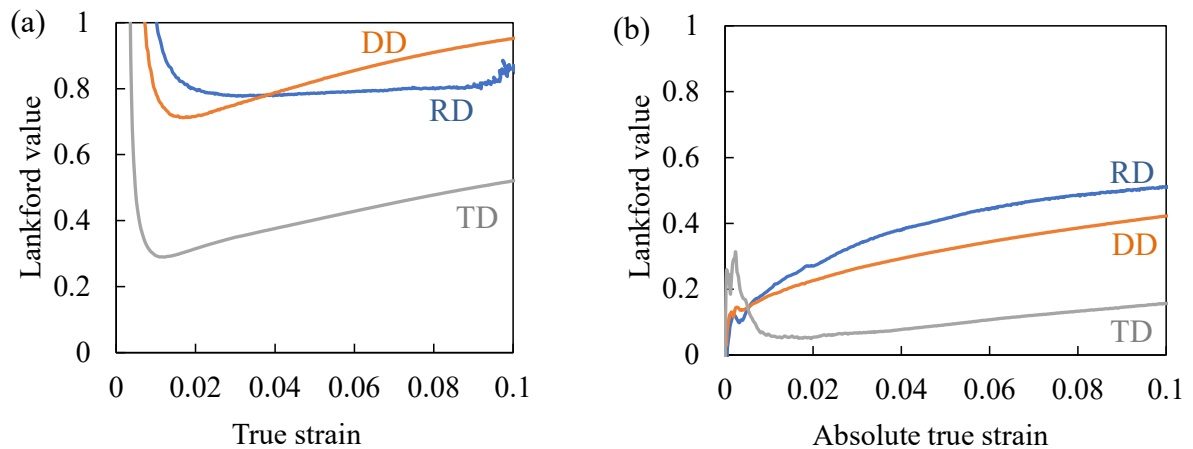 (a)
1
0.8
0.6
0.4
0.2
0
0 0.02 0.04 0.06 0.08 0.1
Lankford value
True strain
DD
RD
TD
(b)
1
0.8
0.6
0.4
0.2
0
0 0.02 0.04 0.06 0.08 0.1
Lankford value
Absolute true strain
RD
DD
TD